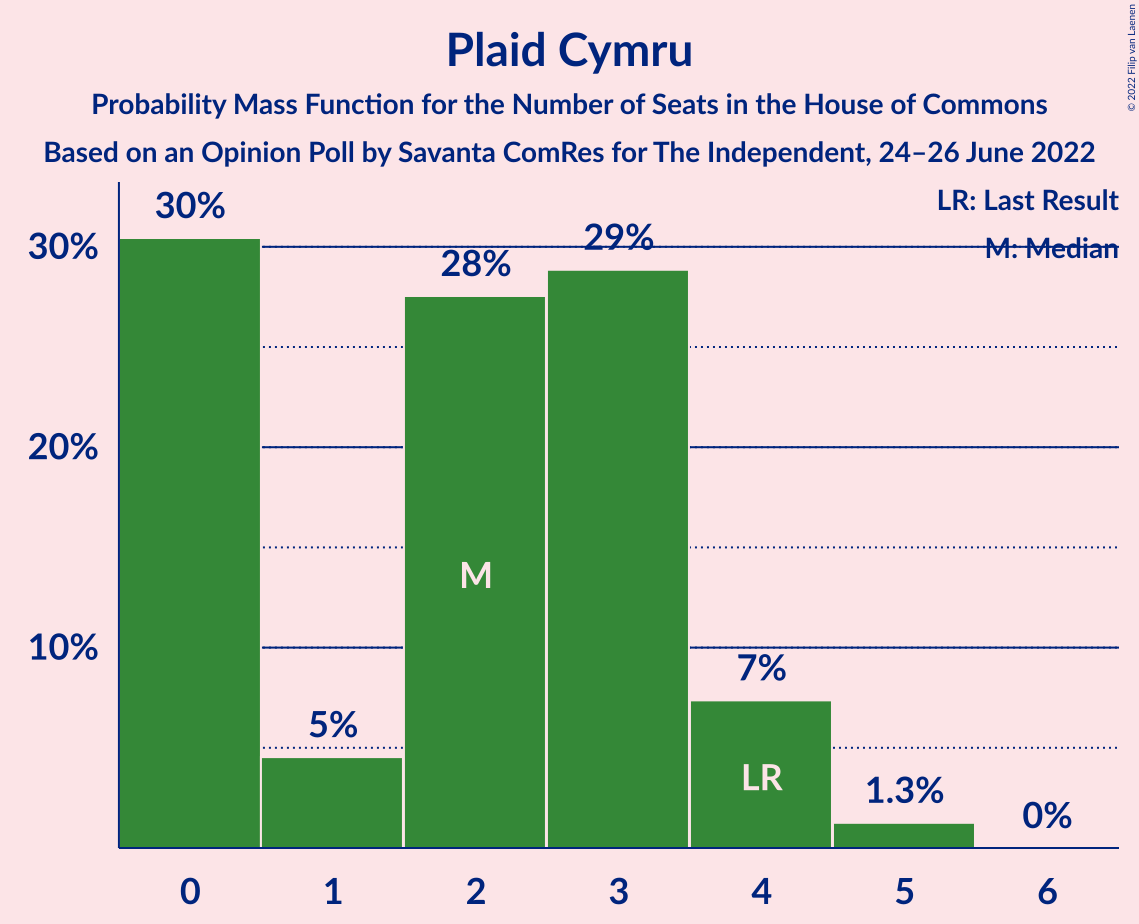 Plaid Cymru
Probability Mass Function for the Number of Seats in the House of Commons
Based on an Opinion Poll by Savanta ComRes for The Independent, 24–26 June 2022
© 2022 Filip van Laenen
LR: Last Result
M: Median
30%
20%
10%
30%
5%
28%
29%
7%
1.3%
0%
M
LR
0 1 2 3 4 5 6